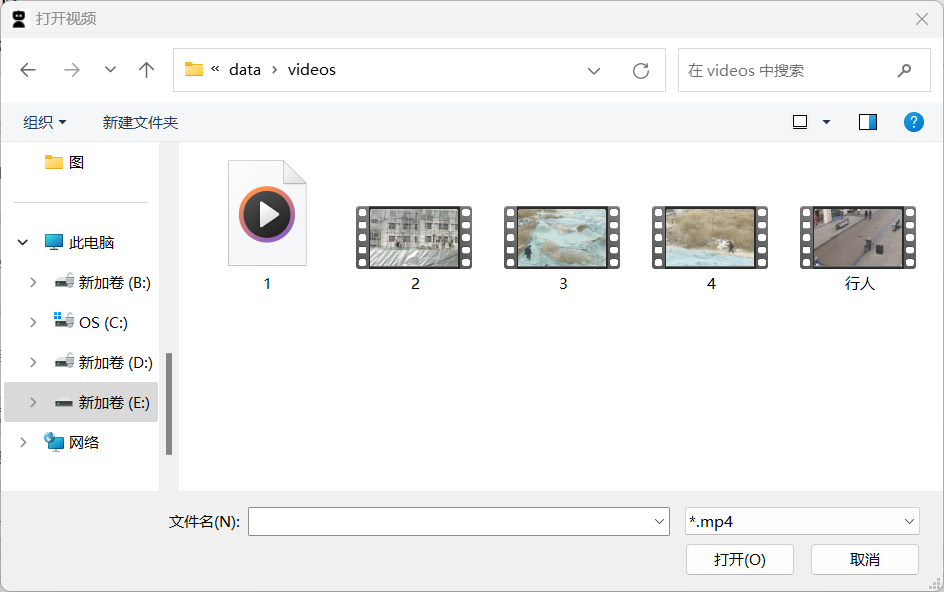 打开视频
« data › videos
在 videos 中搜索
组织
新建文件夹
?
图
此电脑
新加卷 (B:)
OS (C:)
新加卷 (D:)
新加卷 (E:)
网络
1
2
3
4
行人
文件名(N):
*.mp4
打开(O)
取消